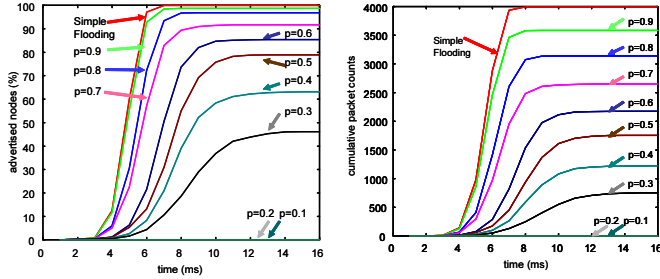 100
90
80
70
60
50
40
30
20
10
0
advertised nodes (%)
Simple
Flooding
p=0.9
p=0.8
p=0.7
p=0.6
p=0.5
p=0.4
p=0.3
p=0.2 p=0.1
0 2 4 6 8 10 12 14 16
time (ms)
4000
3500
3000
2500
2000
1500
1000
500
0
cumulative packet counts
Simple
Flooding
p=0.9
p=0.8
p=0.7
p=0.6
p=0.5
p=0.4
p=0.3
p=0.2 p=0.1
0 2 4 6 8 10 12 14 16
time (ms)